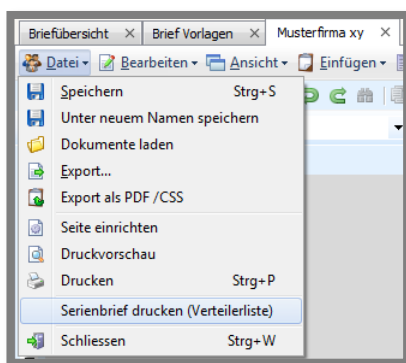 Briefübersicht × Brief Vorlagen × Musterfirma xy ×
Datei Bearbeiten Ansicht Einfügen
Speichern Strg+S
Unter neuem Namen speichern
Dokumente laden
Export...
Export als PDF /CSS
Seite einrichten
Druckvorschau
Drucken Strg+P
Serienbrief drucken (Verteilerliste)
Schliessen Strg+W